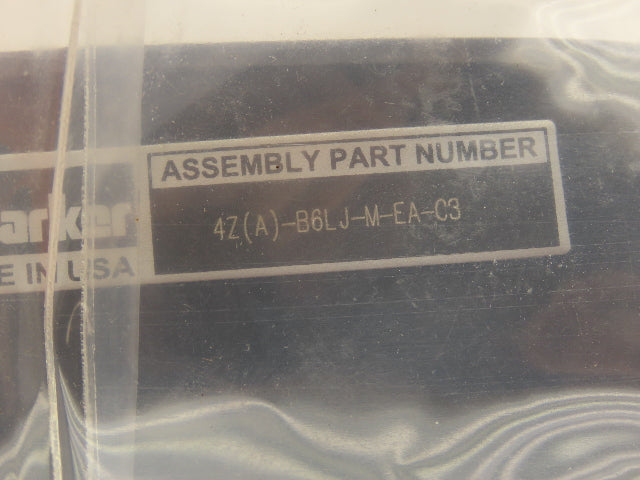 ASSEMBLY PART NUMBER
4Z(A)-B6LJ-M-EA-C3
arker
E IN USA